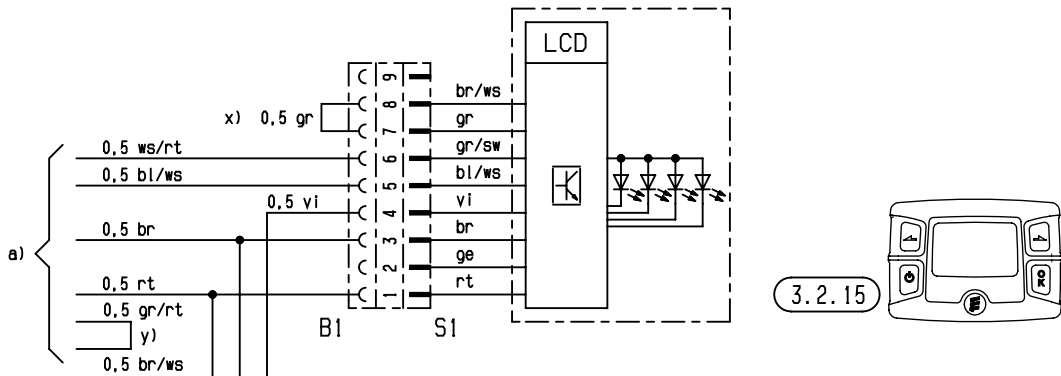 LCD
9
8
br/ws
x) 0,5 gr
7
gr
0,5 ws/rt
6
gr/sw
0,5 bl/ws
5
bl/ws
0,5 vi
4
vi
0,5 br
3
br
a)
2
ge
0,5 rt
1
rt
0,5 gr/rt
B1
S1
y)
0,5 br/ws
3.2.15
OK